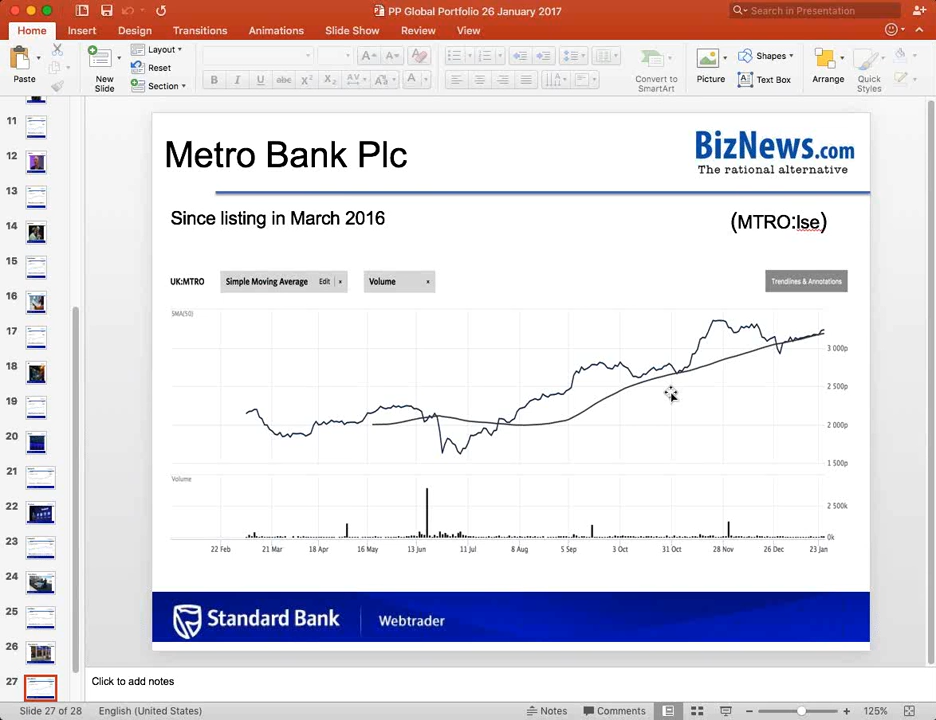 PP Global Portfolio 26 January 2017
Search in Presentation
Home Insert Design Transitions Animations Slide Show Review View
Paste
New Slide
Layout
Reset
Section
B I U abc X² X₂ AV Aa A
Convert to SmartArt
Picture
Shapes
Text Box
Arrange
Quick Styles
11
12
13
14
15
16
17
18
19
20
21
22
23
24
25
26
27
Metro Bank Plc
BizNews.com
The rational alternative
Since listing in March 2016
(MTRO:lse)
UK:MTRO Simple Moving Average Edit × Volume × Trendlines & Annotations
SMA(50)
3 000p
2 500p
2 000p
1 500p
Volume
2 500k
0k
22 Feb 21 Mar 18 Apr 16 May 13 Jun 11 Jul 8 Aug 5 Sep 3 Oct 31 Oct 28 Nov 26 Dec 23 Jan
Standard Bank Webtrader
Click to add notes
Slide 27 of 28 English (United States) Notes Comments 125%